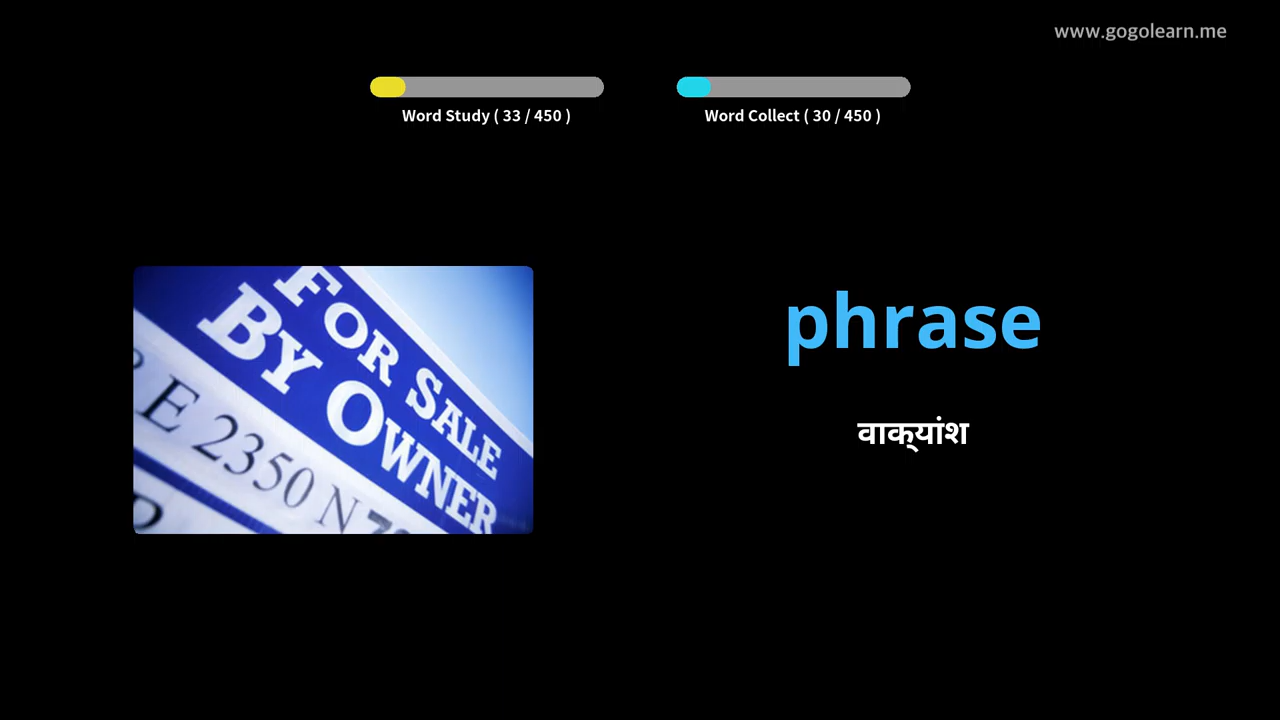 www.gogolearn.me
Word Study ( 33 / 450 )
Word Collect ( 30 / 450 )
FOR SALE
BY OWNER
E 2350 N
phrase
वाक्यांश